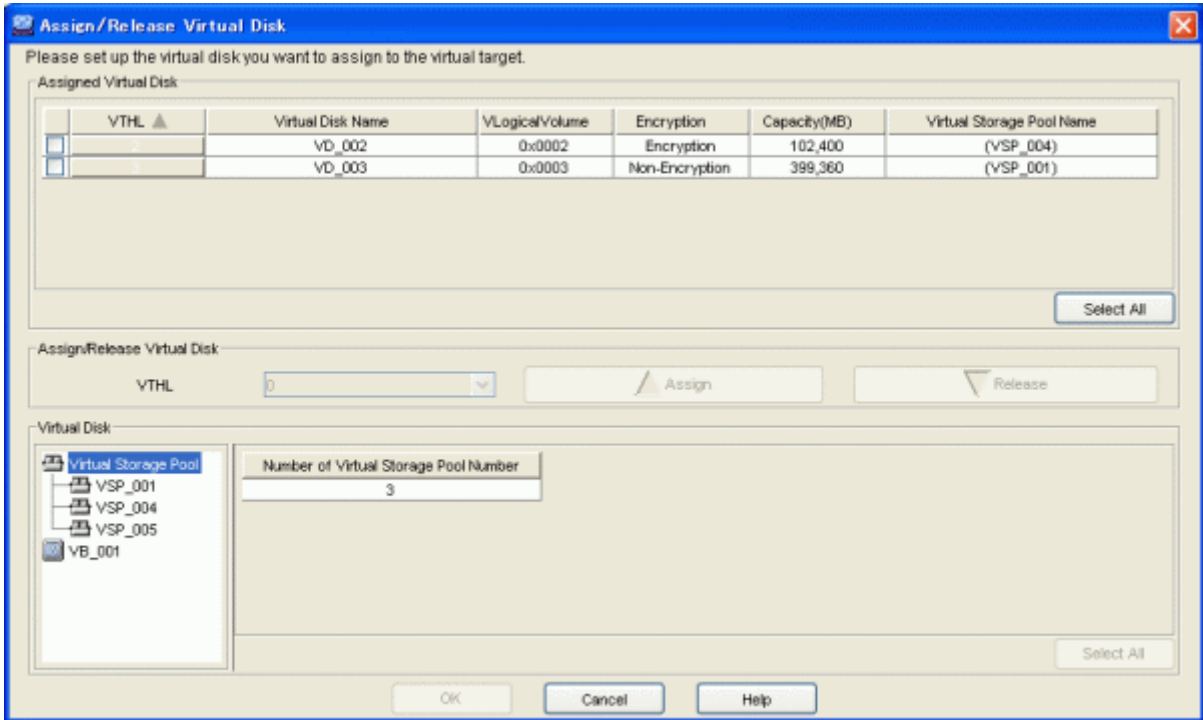 Assign/Release Virtual Disk
Please set up the virtual disk you want to assign to the virtual target.
Assigned Virtual Disk
VTHL Virtual Disk Name VLogicalVolume Encryption Capacity(MB) Virtual Storage Pool Name
2 VD_002 0x0002 Encryption 102,400 (VSP_004)
VD_003 0x0003 Non-Encryption 399,360 (VSP_001)
Select All
Assign/Release Virtual Disk
VTHL 0 Assign Release
Virtual Disk
Virtual Storage Pool Number of Virtual Storage Pool Number
VSP_001 3
VSP_004
VSP_005
VB_001
Select All
OK Cancel Help